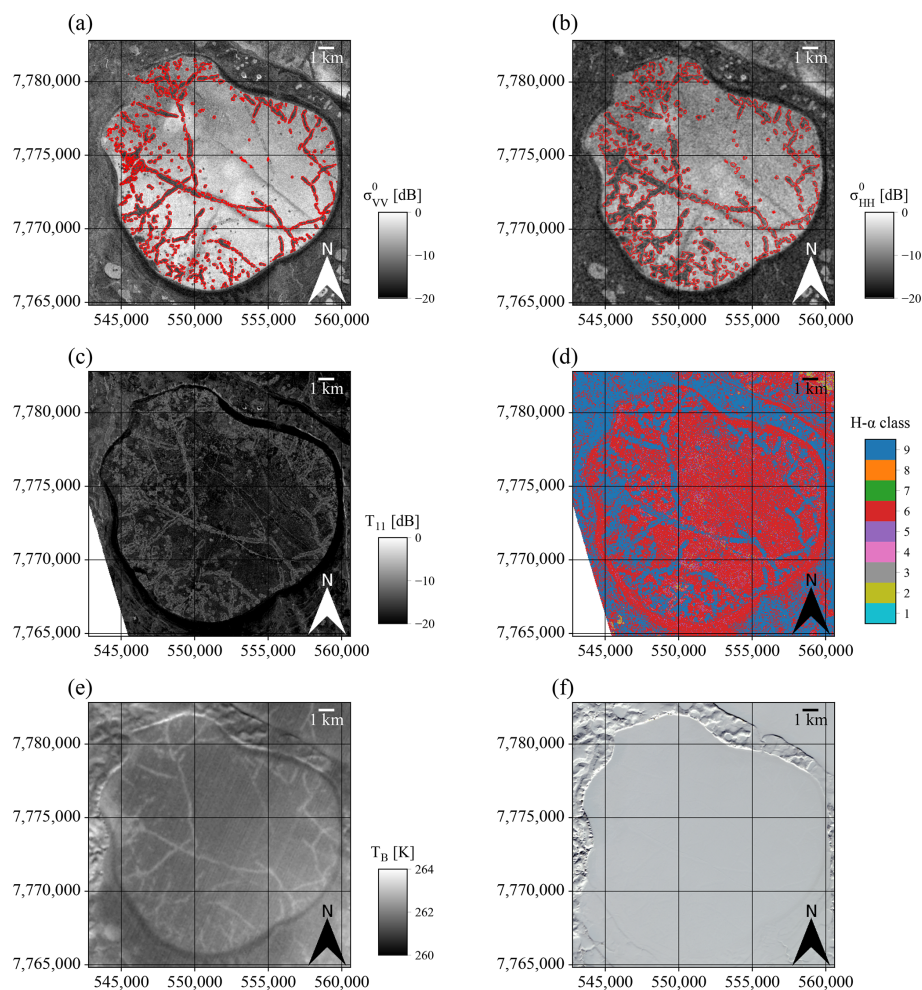 (a) (b)
1 km 1 km
7,780,000 7,780,000
7,775,000 7,775,000
σ⁰VV [dB] σ⁰HH [dB]
7,770,000 0 7,770,000 0
−10 −10
N N
7,765,000 −20 7,765,000 −20
545,000 550,000 555,000 560,000 545,000 550,000 555,000 560,000
(c) (d)
1 km 1 km
7,780,000 7,780,000
H-α class
9
8
7,775,000 7,775,000
7
6
T11 [dB]
5
7,770,000 0 7,770,000
4
3
−10
N N
2
7,765,000 −20 7,765,000
1
545,000 550,000 555,000 560,000 545,000 550,000 555,000 560,000
(e) (f)
1 km 1 km
7,780,000 7,780,000
7,775,000 7,775,000
TB [K]
7,770,000 264 7,770,000
262
N N
7,765,000 260 7,765,000
545,000 550,000 555,000 560,000 545,000 550,000 555,000 560,000